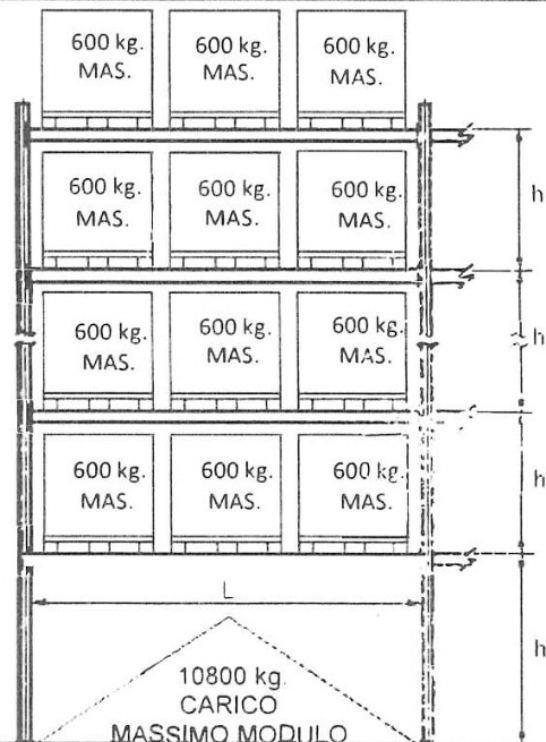 600 kg. 600 kg. 600 kg.
MAS. MAS. MAS.
h
600 kg. 600 kg. 600 kg.
MAS. MAS. MAS.
h
600 kg. 600 kg. 600 kg.
MAS. MAS. MAS.
h
600 kg. 600 kg. 600 kg.
MAS. MAS. MAS.
L
h
10800 kg.
CARICO
MASSIMO MODULO